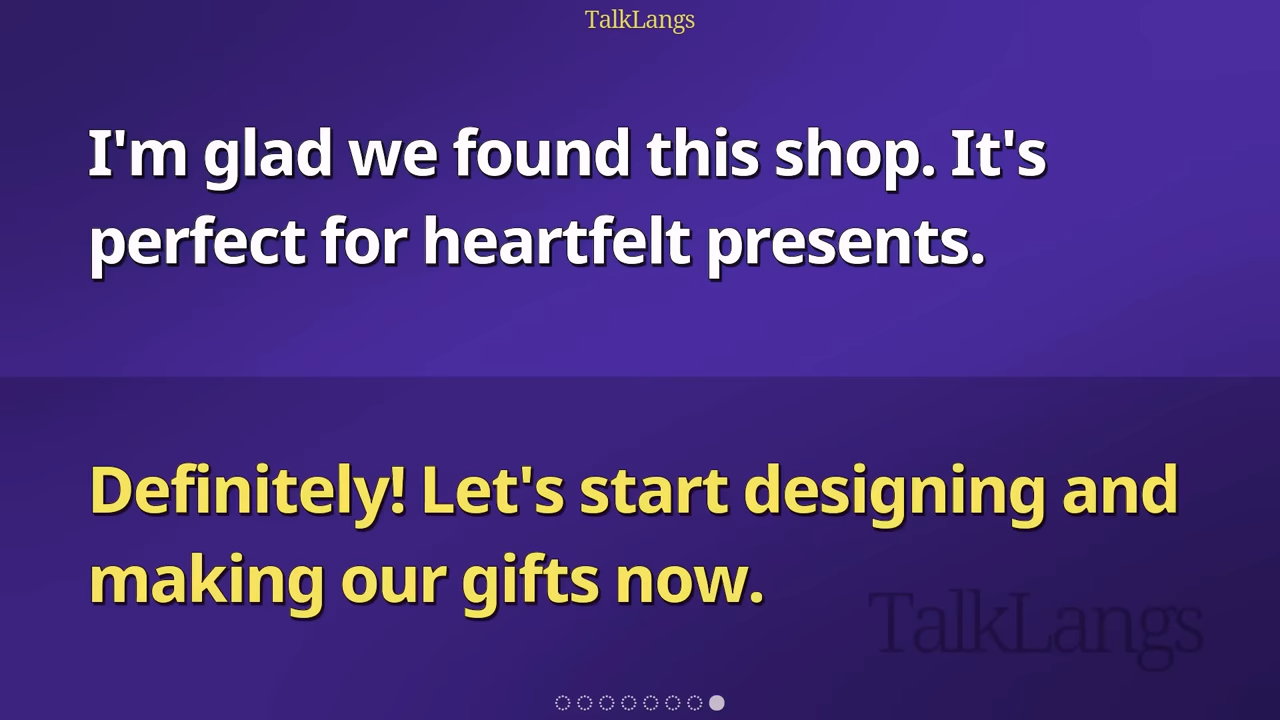 TalkLangs
I'm glad we found this shop. It's
perfect for heartfelt presents.
Definitely! Let's start designing and
making our gifts now.
TalkLangs